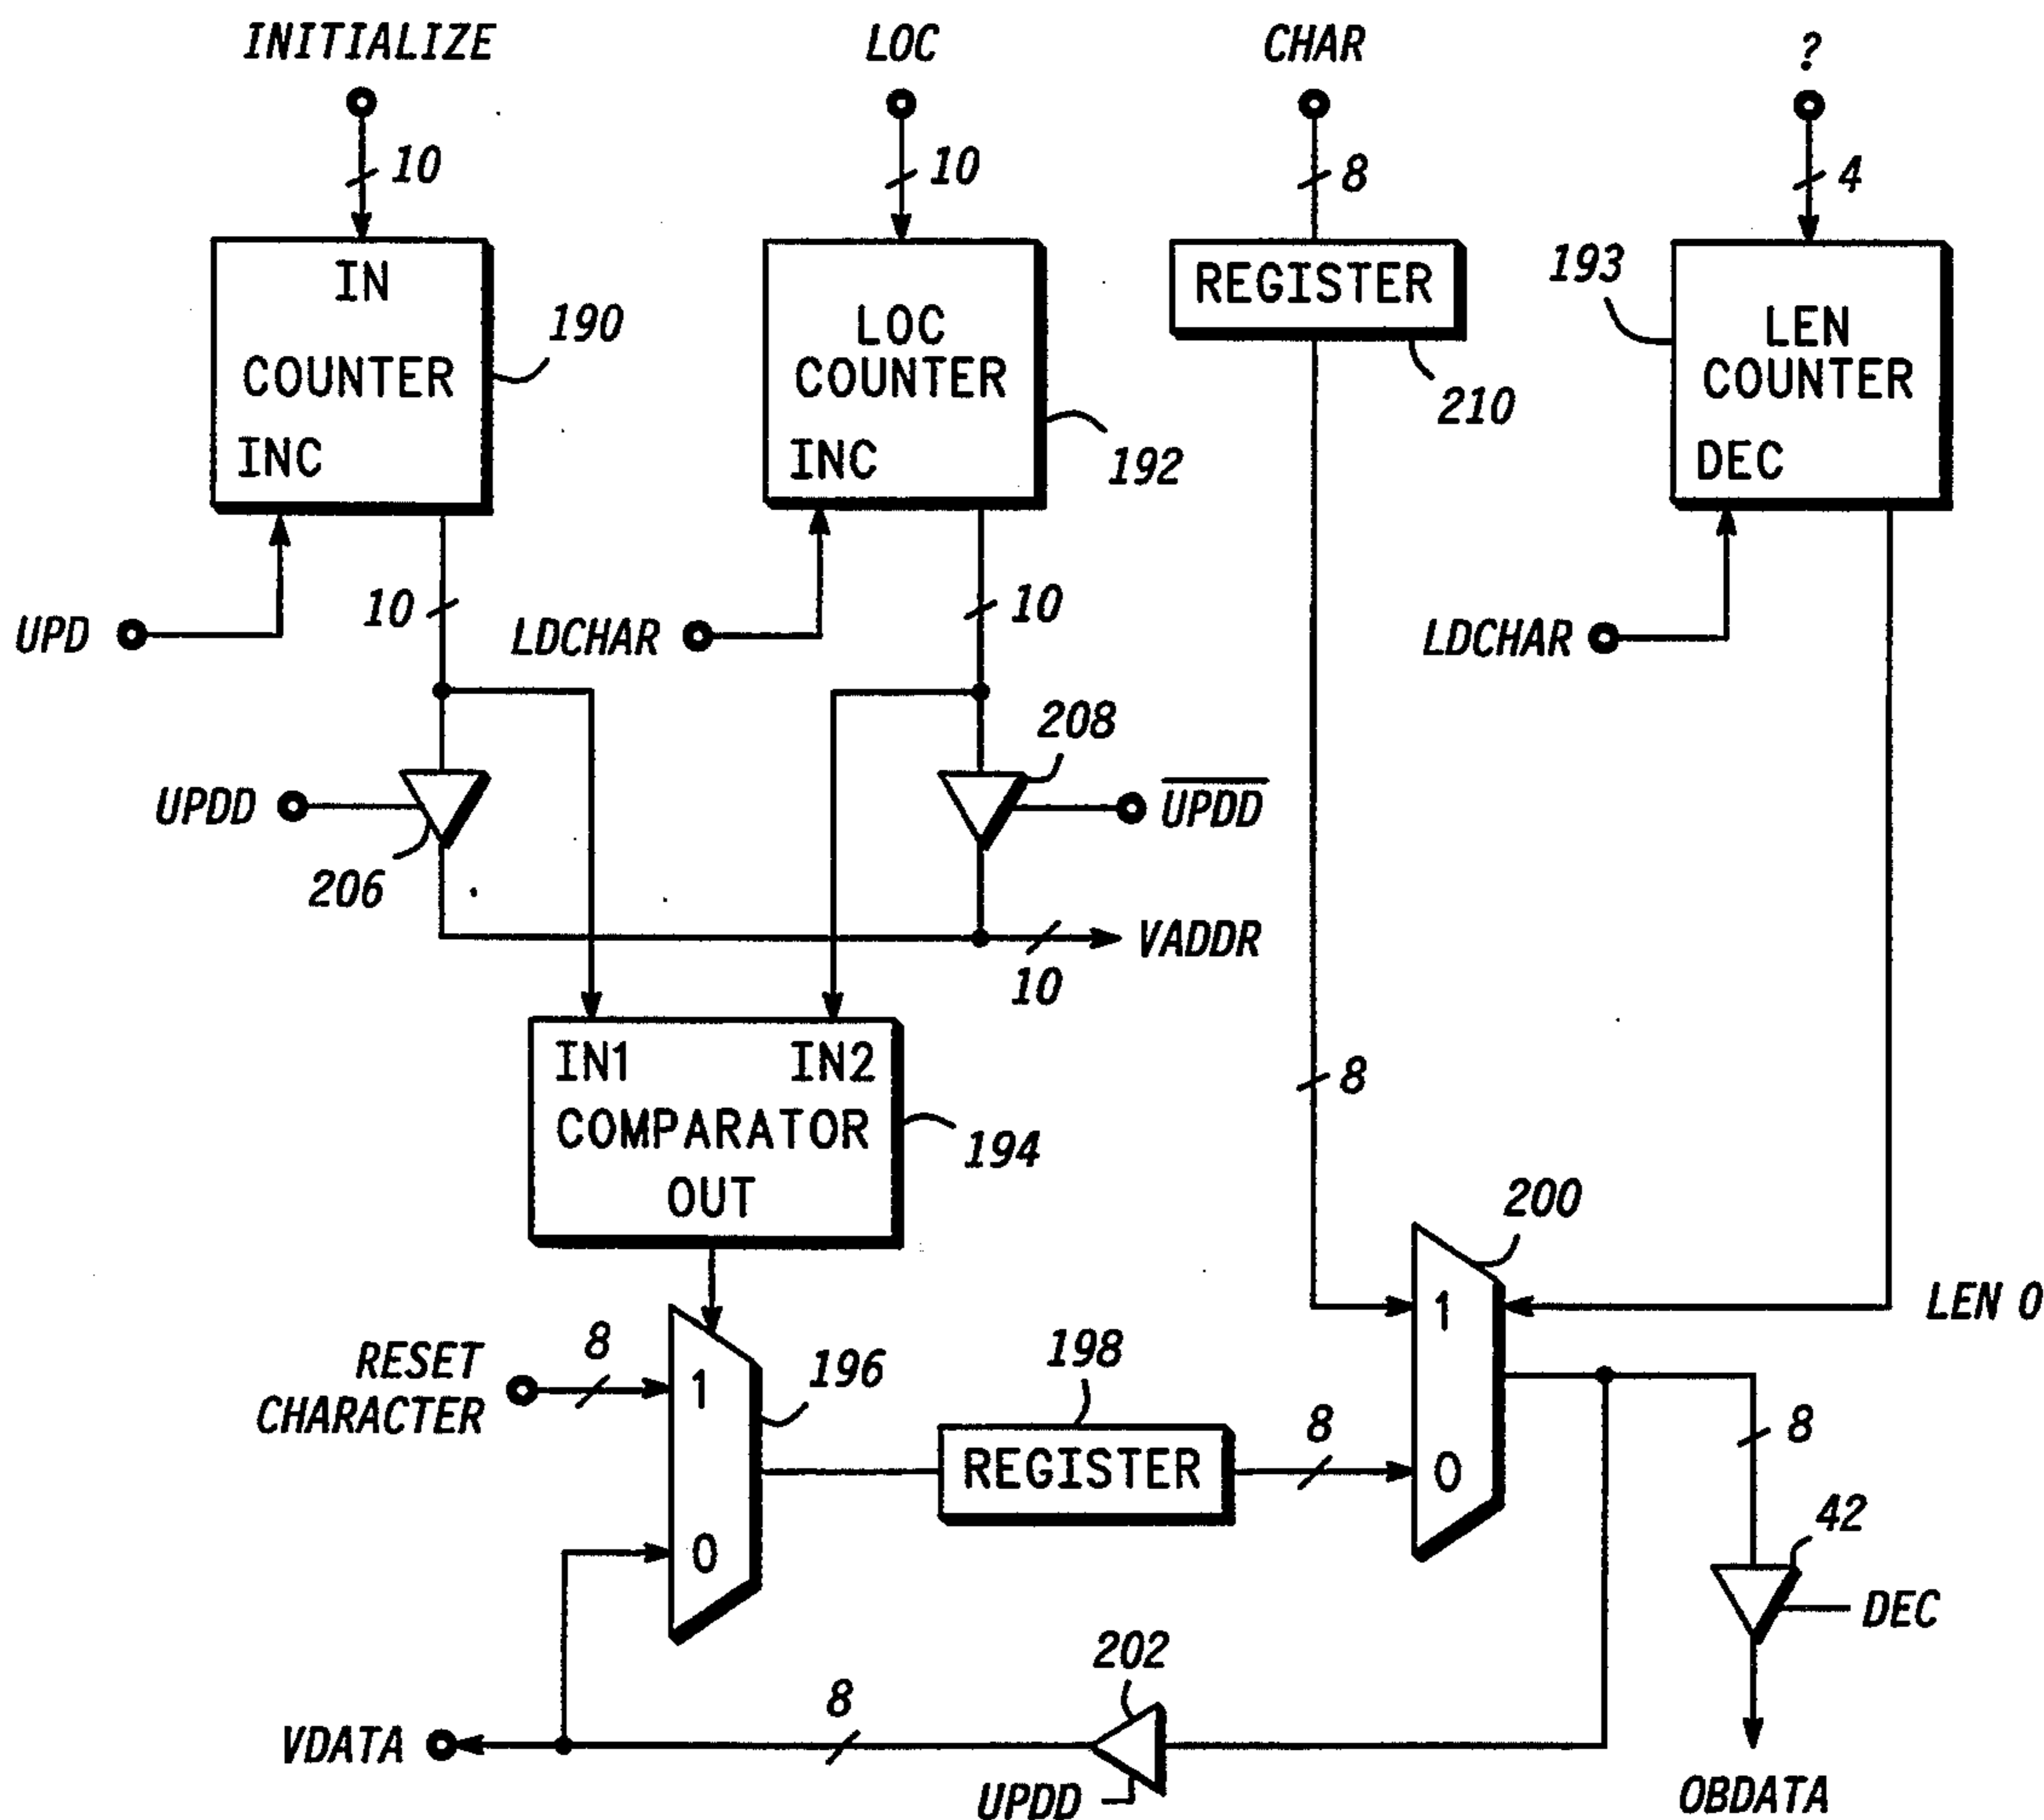 INITIALIZE
LOC
CHAR
?
10
10
8
4
IN
COUNTER
INC
190
LOC
COUNTER
INC
192
REGISTER
210
193
LEN
COUNTER
DEC
UPD
10
LDCHAR
10
LDCHAR
UPDD
206
208
UPDD
VADDR
10
IN1 IN2
COMPARATOR
OUT
194
8
200
LEN 0
RESET
CHARACTER
8
1
0
196
198
REGISTER
8
1
0
8
42
DEC
202
8
VDATA
UPDD
OBDATA